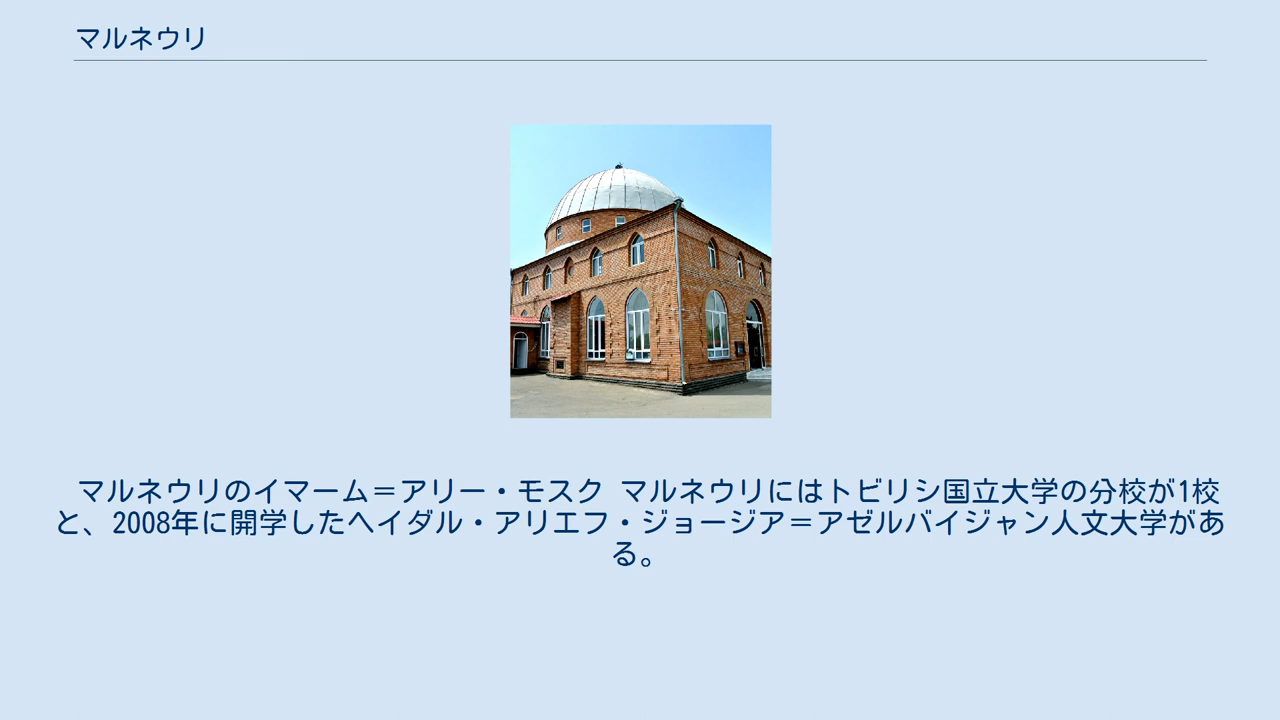 マルネウリ
マルネウリのイマーム＝アリー・モスク マルネウリにはトビリシ国立大学の分校が1校
と、2008年に開学したヘイダル・アリエフ・ジョージア＝アゼルバイジャン人文大学があ
る。